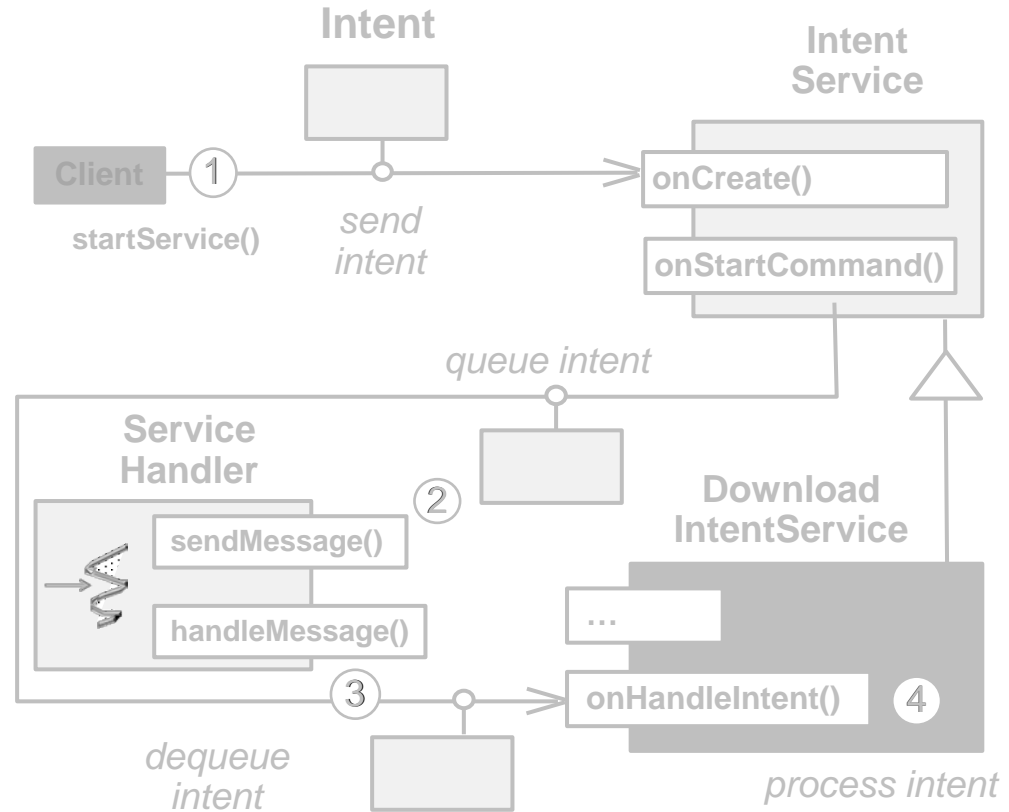 Intent
Intent
Service
Client
1
onCreate()
startService()
send
intent
onStartCommand()
queue intent
Service
Handler
2
Download
IntentService
sendMessage()
...
handleMessage()
3
onHandleIntent()
4
dequeue
intent
process intent